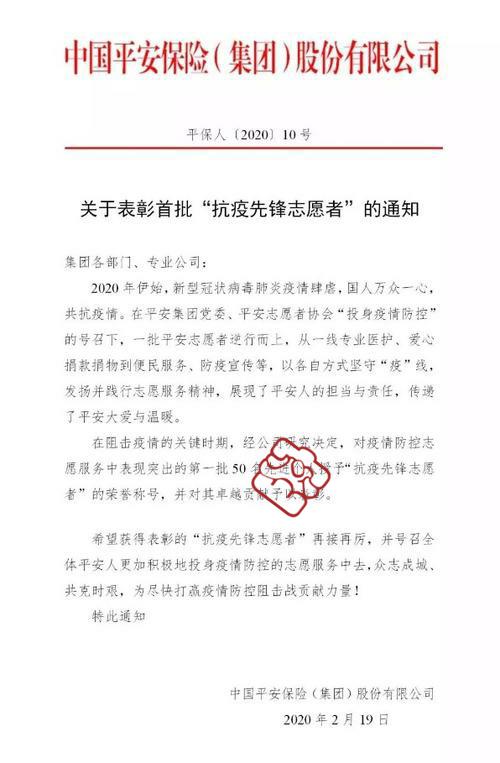 中国平安保险(集团)股份有限公司
平保人〔2020〕10号
关于表彰首批“抗疫先锋志愿者”的通知
集团各部门、专业公司：
2020年伊始，新型冠状病毒肺炎疫情肆虐，国人万众一心，
共抗疫情。在平安集团党委、平安志愿者协会“投身疫情防控”
的号召下，一批平安志愿者逆行而上，从一线专业医护、爱心
捐款捐物到便民服务、防疫宣传等，以各自方式坚守“疫”线，
发扬并践行志愿服务精神，展现了平安人的担当与责任，传递
了平安大爱与温暖。
在阻击疫情的关键时期，经公司研究决定，对疫情防控志
愿服务中表现突出的第一批50名先进个人授予“抗疫先锋志愿
者”的荣誉称号，并对其卓越贡献予以表彰。
希望获得表彰的“抗疫先锋志愿者”再接再厉，并号召全
体平安人更加积极地投身疫情防控的志愿服务中去，众志成城、
共克时艰，为尽快打赢疫情防控阻击战贡献力量！
特此通知
中国平安保险（集团）股份有限公司
2020年2月19日